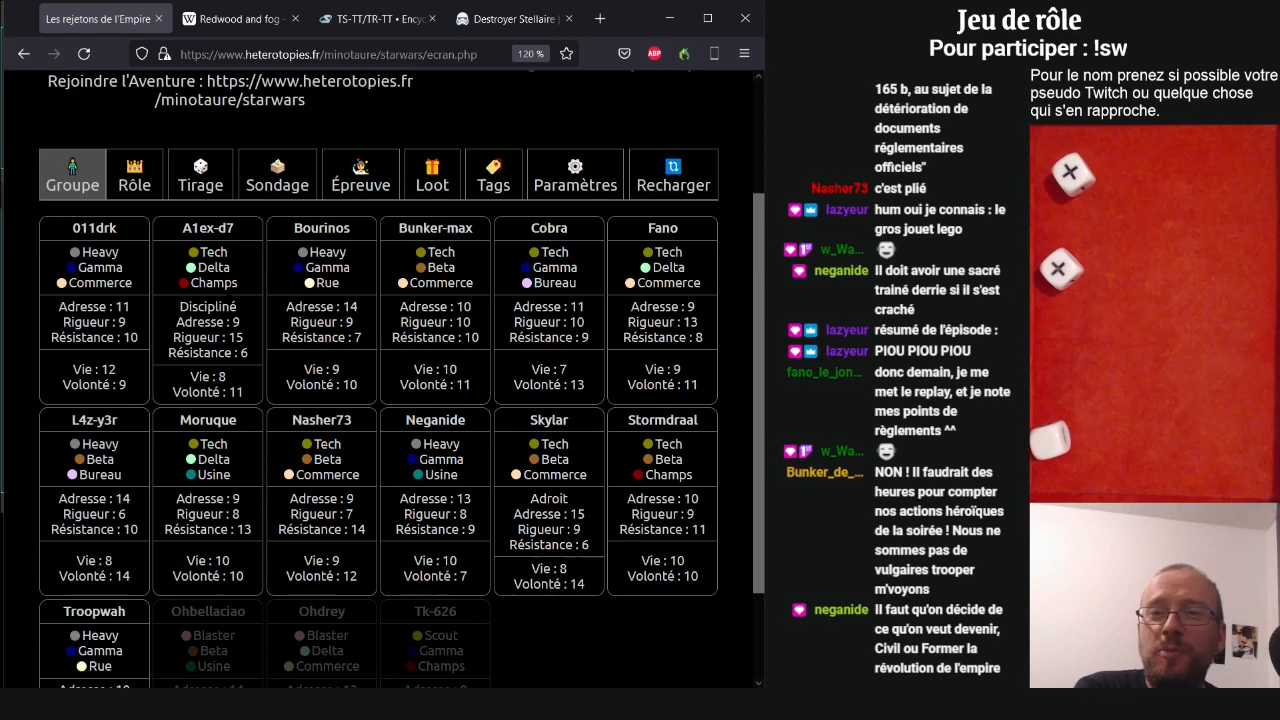 Les rejetons de l'Empire
Redwood and fog -
TS-TT/TR-TT • Ency
Destroyer Stellaire |
https://www.heterotopies.fr/minotaure/starwars/ecran.php
120 %
ABP
Rejoindre l'Aventure : https://www.heterotopies.fr
/minotaure/starwars
Groupe
Rôle
Tirage
Sondage
Épreuve
Loot
Tags
Paramètres
Recharger
011drk
Heavy
Gamma
Commerce
Adresse : 11
Rigueur : 9
Résistance : 10
Vie : 12
Volonté : 9
A1ex-d7
Tech
Delta
Champs
Discipliné
Adresse : 9
Rigueur : 15
Résistance : 6
Vie : 8
Volonté : 11
Bourinos
Heavy
Gamma
Rue
Adresse : 14
Rigueur : 9
Résistance : 7
Vie : 9
Volonté : 10
Bunker-max
Tech
Beta
Commerce
Adresse : 10
Rigueur : 10
Résistance : 10
Vie : 10
Volonté : 11
Cobra
Tech
Gamma
Bureau
Adresse : 11
Rigueur : 10
Résistance : 9
Vie : 7
Volonté : 13
Fano
Tech
Delta
Commerce
Adresse : 9
Rigueur : 13
Résistance : 8
Vie : 9
Volonté : 11
L4z-y3r
Heavy
Beta
Bureau
Adresse : 14
Rigueur : 6
Résistance : 10
Vie : 8
Volonté : 14
Moruque
Tech
Delta
Usine
Adresse : 9
Rigueur : 8
Résistance : 13
Vie : 10
Volonté : 10
Nasher73
Tech
Beta
Commerce
Adresse : 9
Rigueur : 7
Résistance : 14
Vie : 9
Volonté : 12
Neganide
Heavy
Gamma
Usine
Adresse : 13
Rigueur : 8
Résistance : 9
Vie : 10
Volonté : 7
Skylar
Tech
Beta
Commerce
Adroit
Adresse : 15
Rigueur : 9
Résistance : 6
Vie : 8
Volonté : 14
Stormdraal
Tech
Beta
Champs
Adresse : 10
Rigueur : 9
Résistance : 11
Vie : 10
Volonté : 10
Troopwah
Heavy
Gamma
Rue
Ohbellaciao
Blaster
Beta
Usine
Ohdrey
Blaster
Delta
Commerce
Tk-626
Scout
Gamma
Champs
165 b, au sujet de la
détérioration de
documents
réglementaires
officiels"
Nasher73 c'est plié
lazyeur hum oui je connais : le
gros jouet lego
w_Wa...
neganide Il doit avoir une sacré
trainé derrie si il s'est
craché
lazyeur résumé de l'épisode :
lazyeur PIOU PIOU PIOU
fano_le_jon... donc demain, je me
met le replay, et je note
mes points de
règlements ^^
w_Wa...
Bunker_de_... NON ! Il faudrait des
heures pour compter
nos actions héroïques
de la soirée ! Nous ne
sommes pas de
vulgaires trooper
m'voyons
neganide Il faut qu'on décide de
ce qu'on veut devenir,
Civil ou Former la
révolution de l'empire
Jeu de rôle
Pour participer : !sw
Pour le nom prenez si possible votre
pseudo Twitch ou quelque chose
qui s'en rapproche.